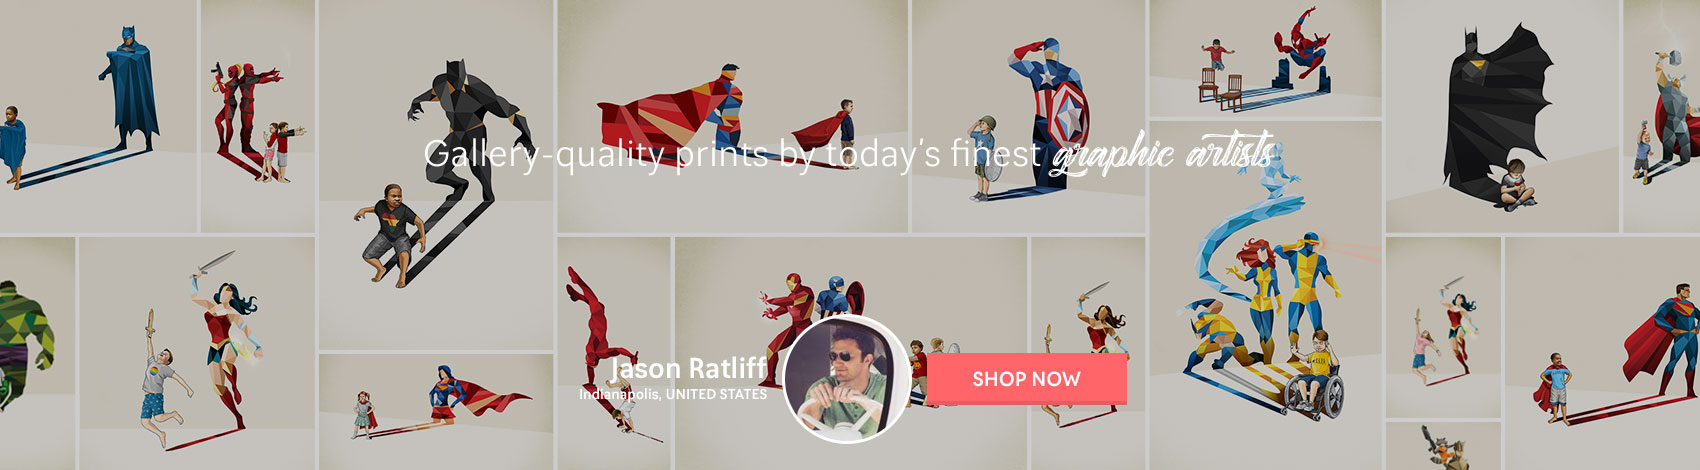 Gallery-quality prints by today's finest graphic artists
Jason Ratliff
Indianapolis, UNITED STATES
SHOP NOW